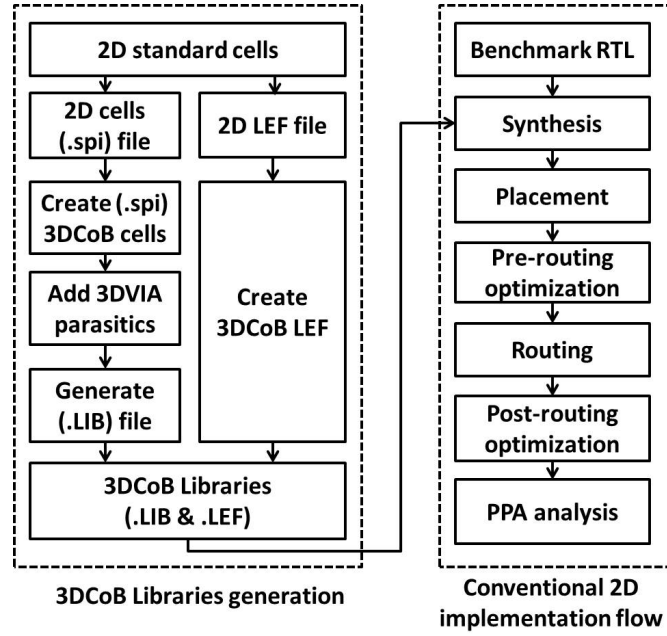 2D standard cells
2D cells
(.spi) file
2D LEF file
Create (.spi)
3DCoB cells
Add 3DVIA
parasitics
Create
3DCoB LEF
Generate
(.LIB) file
3DCoB Libraries
(.LIB & .LEF)
3DCoB Libraries generation
Benchmark RTL
Synthesis
Placement
Pre-routing
optimization
Routing
Post-routing
optimization
PPA analysis
Conventional 2D
implementation flow